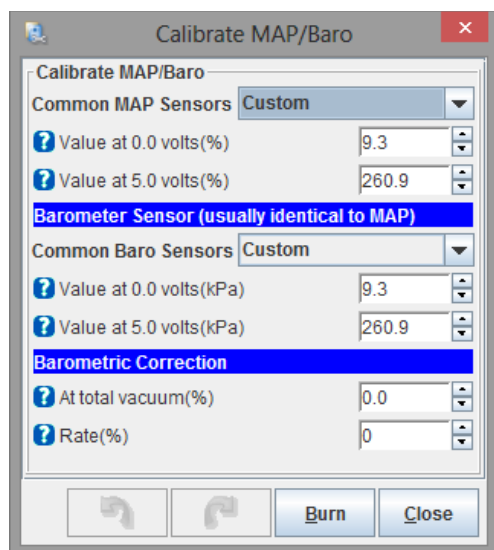 Calibrate MAP/Baro
Calibrate MAP/Baro
Common MAP Sensors Custom
Value at 0.0 volts(%) 9.3
Value at 5.0 volts(%) 260.9
Barometer Sensor (usually identical to MAP)
Common Baro Sensors Custom
Value at 0.0 volts(kPa) 9.3
Value at 5.0 volts(kPa) 260.9
Barometric Correction
At total vacuum(%) 0.0
Rate(%) 0
Burn Close